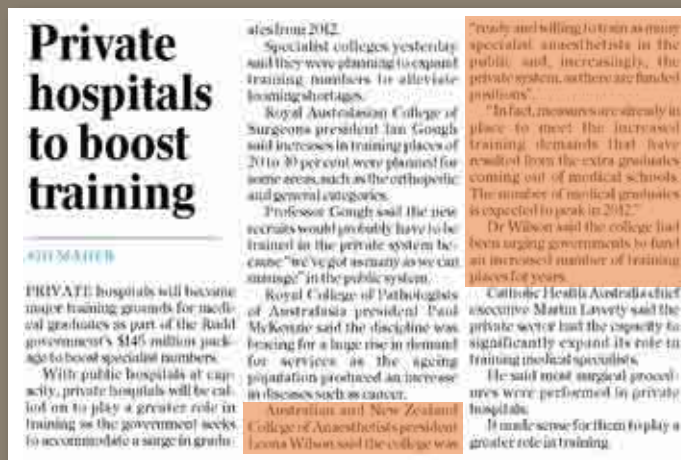 Private
hospitals
to boost
training
PRIVATE hospitals will become
major training grounds for medi-
cal graduates as part of the Rudd
government's $145 million pack-
age to boost specialist numbers.
With public hospitals at cap-
acity, private hospitals will be cal-
led on to play a greater role in
training as the government seeks
to accommodate a surge in gradu-
ates from 2012.
Specialist colleges yesterday
said they were planning to expand
training numbers to alleviate
looming shortages.
Royal Australasian College of
Surgeons president Ian Gough
said increases in training places of
20 to 30 per cent were planned for
some areas, such as the orthopedic
and general categories.
Professor Gough said the new
recruits would probably have to be
trained in the private system be-
cause "we've got as many as we can
manage" in the public system.
Royal College of Pathologists
of Australasia president Paul
McKenzie said the discipline was
bracing for a huge rise in demand
for services as the ageing
population produced an increase
in diseases such as cancer.
Australian and New Zealand
College of Anaesthetists president
Leona Wilson said the college was
"ready and willing to train as many
specialist anaesthetists in the
public and, increasingly, the
private system, as there are funded
positions".
"In fact, measures are already in
place to meet the increased
training demands that have
resulted from the extra graduates
coming out of medical schools.
The number of medical graduates
is expected to peak in 2012."
Dr Wilson said the college had
been urging governments to fund
an increased number of training
places for years.
Catholic Health Australia chief
executive Martin Laverty said the
private sector had the capacity to
significantly expand its role in
training medical specialists.
He said most surgical proced-
ures were performed in private
hospitals.
It made sense for them to play a
greater role in training.